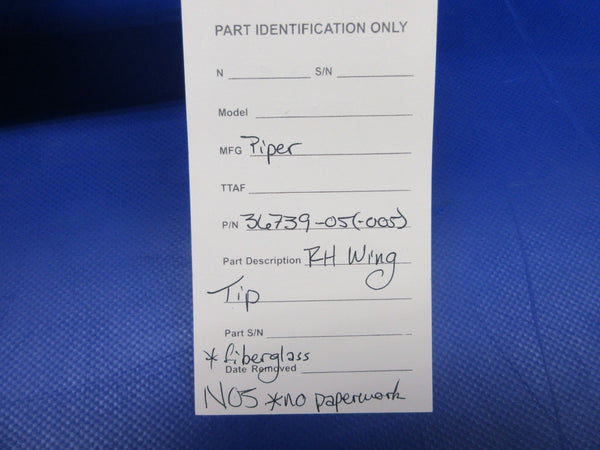 PART IDENTIFICATION ONLY
N S/N
Model
MFG Piper
TTAF
P/N 36739-05(-005)
Part Description RH Wing
Tip
Part S/N
* fiberglass
Date Removed
NOS *no paperwork